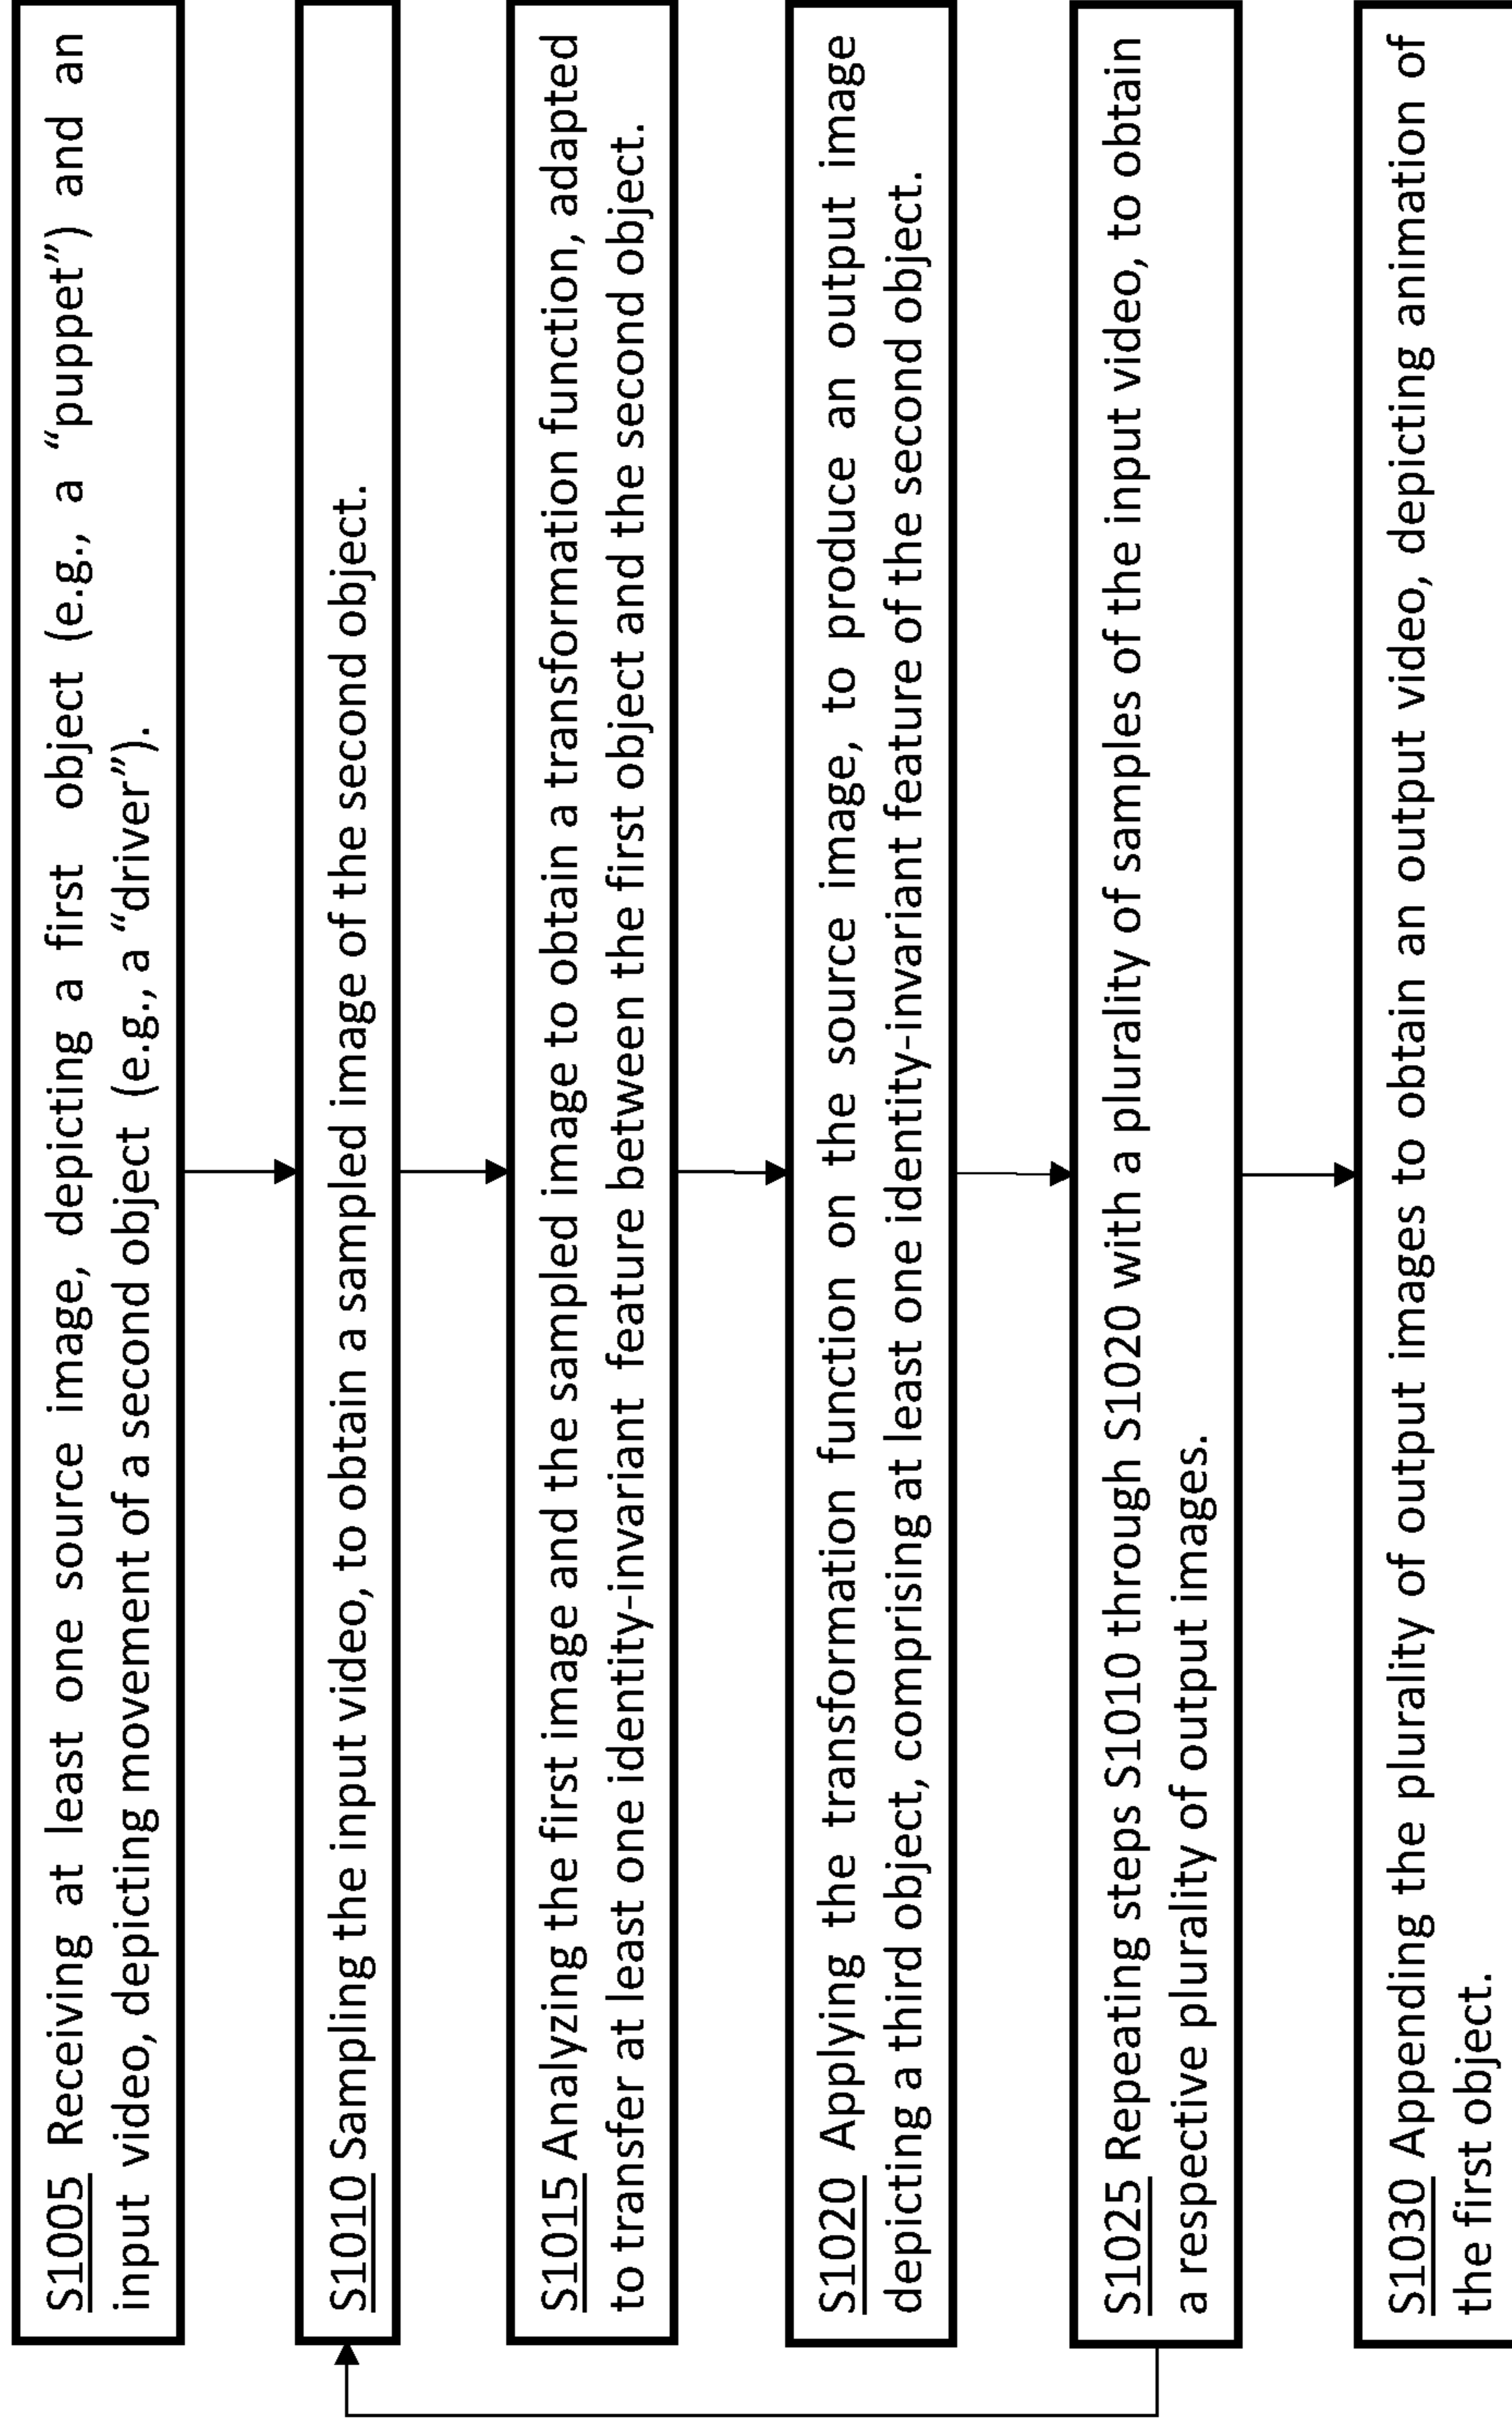 S1005 Receiving at least one source image, depicting a first object (e.g., a “puppet”) and an
input video, depicting movement of a second object (e.g., a “driver”).
S1010 Sampling the input video, to obtain a sampled image of the second object.
S1015 Analyzing the first image and the sampled image to obtain a transformation function, adapted
to transfer at least one identity-invariant feature between the first object and the second object.
S1020 Applying the transformation function on the source image, to produce an output image
depicting a third object, comprising at least one identity-invariant feature of the second object.
S1025 Repeating steps S1010 through S1020 with a plurality of samples of the input video, to obtain
a respective plurality of output images.
S1030 Appending the plurality of output images to obtain an output video, depicting animation of
the first object.